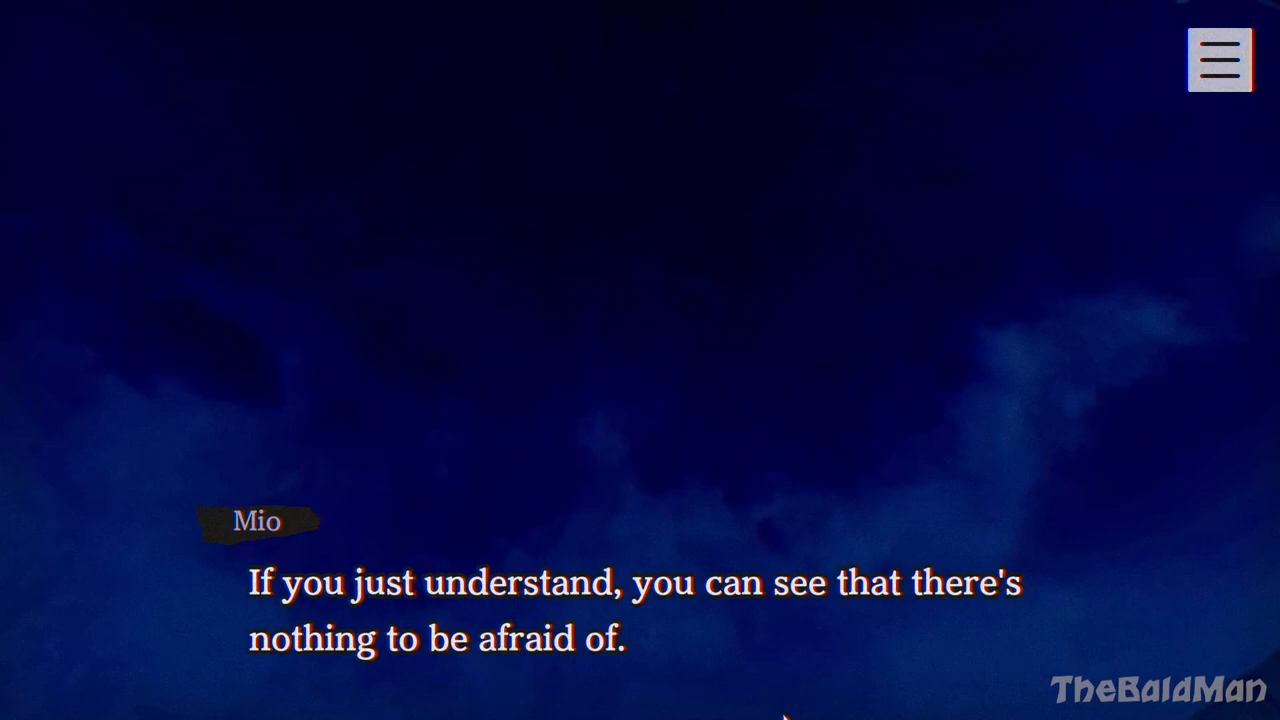 Mio
If you just understand, you can see that there's
nothing to be afraid of.
TheBaldMan